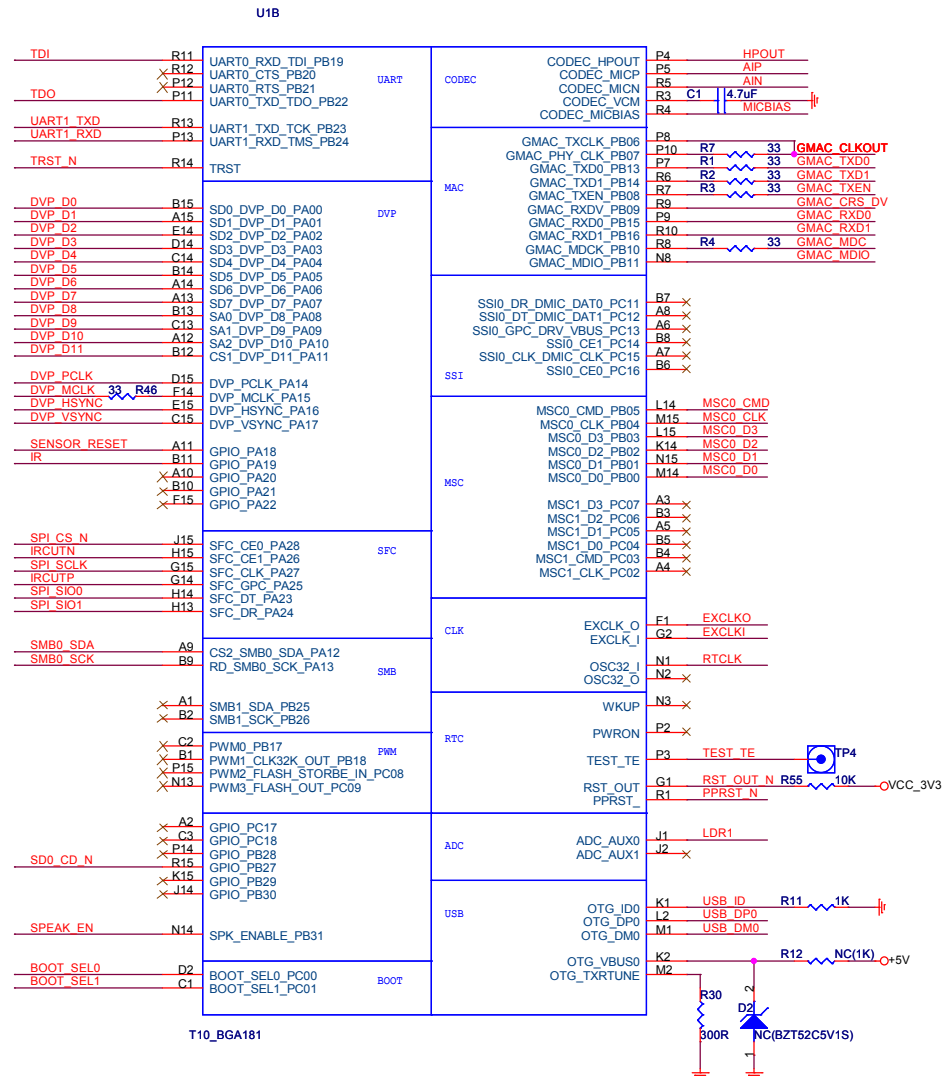 U1B
TDI R11 UART0_RXD_TDI_PB19 UART
R12 UART0_CTS_PB20
P12 UART0_RTS_PB21
TDO P11 UART0_TXD_TDO_PB22
UART1_TXD R13 UART1_TXD_TCK_PB23
UART1_RXD P13 UART1_RXD_TMS_PB24
TRST_N R14 TRST
DVP
DVP_D0 B15 SD0_DVP_D0_PA00
DVP_D1 A15 SD1_DVP_D1_PA01
DVP_D2 E14 SD2_DVP_D2_PA02
DVP_D3 D14 SD3_DVP_D3_PA03
DVP_D4 C14 SD4_DVP_D4_PA04
DVP_D5 B14 SD5_DVP_D5_PA05
DVP_D6 A14 SD6_DVP_D6_PA06
DVP_D7 A13 SD7_DVP_D7_PA07
DVP_D8 B13 SA0_DVP_D8_PA08
DVP_D9 C13 SA1_DVP_D9_PA09
DVP_D10 A12 SA2_DVP_D10_PA10
DVP_D11 B12 CS1_DVP_D11_PA11
DVP_PCLK D15 DVP_PCLK_PA14
DVP_MCLK 33 R46 F14 DVP_MCLK_PA15
DVP_HSYNC E15 DVP_HSYNC_PA16
DVP_VSYNC C15 DVP_VSYNC_PA17
SENSOR_RESET A11 GPIO_PA18
IR B11 GPIO_PA19
A10 GPIO_PA20
B10 GPIO_PA21
F15 GPIO_PA22
SPI_CS_N J15 SFC_CE0_PA28 SFC
IRCUTN H15 SFC_CE1_PA26
SPI_SCLK G15 SFC_CLK_PA27
IRCUTP G14 SFC_GPC_PA25
SPI_SIO0 H14 SFC_DT_PA23
SPI_SIO1 H13 SFC_DR_PA24
SMB0_SDA A9 CS2_SMB0_SDA_PA12
SMB0_SCK B9 RD_SMB0_SCK_PA13
SMB
A1 SMB1_SDA_PB25
B2 SMB1_SCK_PB26
C2 PWM0_PB17 PWM
B1 PWM1_CLK32K_OUT_PB18
P15 PWM2_FLASH_STORBE_IN_PC08
N13 PWM3_FLASH_OUT_PC09
A2 GPIO_PC17
C3 GPIO_PC18
P14 GPIO_PB28
SD0_CD_N R15 GPIO_PB27
K15 GPIO_PB29
J14 GPIO_PB30
SPEAK_EN N14 SPK_ENABLE_PB31
BOOT_SEL0 D2 BOOT_SEL0_PC00 BOOT
BOOT_SEL1 C1 BOOT_SEL1_PC01
T10_BGA181
CODEC CODEC_HPOUT P4 HPOUT
CODEC_MICP P5 AIP
CODEC_MICN R5 AIN
CODEC_VCM R3 C1 4.7uF
CODEC_MICBIAS R4 MICBIAS
GMAC_TXCLK_PB06 P8 GMAC_CLKOUT
GMAC_PHY_CLK_PB07 P10 R7 33
GMAC_TXD0_PB13 P7 R1 33 GMAC_TXD0
MAC
GMAC_TXD1_PB14 R6 R2 33 GMAC_TXD1
GMAC_TXEN_PB08 R7 R3 33 GMAC_TXEN
GMAC_RXDV_PB09 R9 GMAC_CRS_DV
GMAC_RXD0_PB15 P9 GMAC_RXD0
GMAC_RXD1_PB16 R10 GMAC_RXD1
GMAC_MDCK_PB10 R8 R4 33 GMAC_MDC
GMAC_MDIO_PB11 N8 GMAC_MDIO
SSI0_DR_DMIC_DAT0_PC11 B7
SSI0_DT_DMIC_DAT1_PC12 A8
SSI0_GPC_DRV_VBUS_PC13 A6
SSI0_CE1_PC14 B8
SSI0_CLK_DMIC_CLK_PC15 A7
SSI SSI0_CE0_PC16 B6
MSC0_CMD_PB05 L14 MSC0_CMD
MSC0_CLK_PB04 M15 MSC0_CLK
MSC0_D3_PB03 L15 MSC0_D3
MSC0_D2_PB02 K14 MSC0_D2
MSC0_D1_PB01 N15 MSC0_D1
MSC0_D0_PB00 M14 MSC0_D0
MSC
MSC1_D3_PC07 A3
MSC1_D2_PC06 B3
MSC1_D1_PC05 A5
MSC1_D0_PC04 B5
MSC1_CMD_PC03 B4
MSC1_CLK_PC02 A4
CLK EXCLK_O F1 EXCLKO
EXCLK_I G2 EXCLKI
OSC32_I N1 RTCLK
OSC32_O N2
WKUP N3
RTC PWRON P2
TEST_TE P3 TEST_TE TP4
RST_OUT G1 RST_OUT_N R55 10K VCC_3V3
PPRST_ R1 PPRST_N
ADC ADC_AUX0 J1 LDR1
ADC_AUX1 J2
USB OTG_ID0 K1 USB_ID R11 1K
OTG_DP0 L2 USB_DP0
OTG_DM0 M1 USB_DM0
OTG_VBUS0 K2 R12 NC(1K) +5V
OTG_TXRTUNE M2
R30 300R
2 D2 NC(BZT52C5V1S) 1